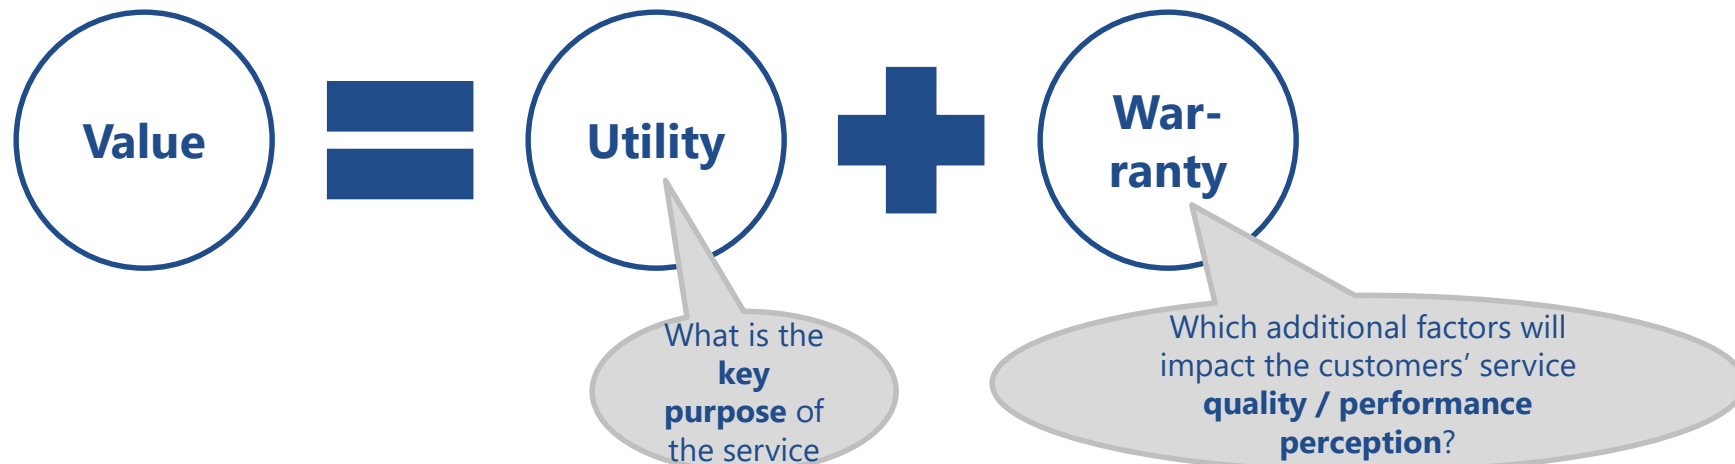 Value
Utility
War-
ranty
What is the
key
purpose of
the service
Which additional factors will
impact the customers’ service
quality / performance
perception?